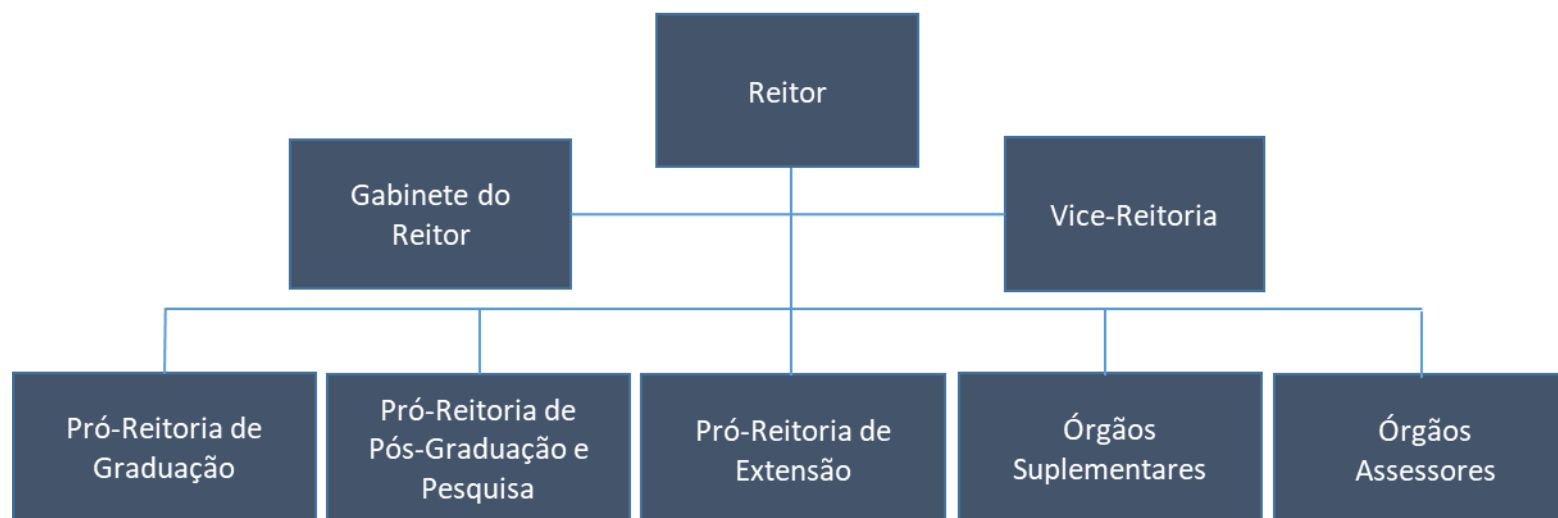 Reitor
Gabinete do
Reitor
Vice-Reitoria
Pró-Reitoria de
Graduação
Pró-Reitoria de
Pós-Graduação e
Pesquisa
Pró-Reitoria de
Extensão
Órgãos
Suplementares
Órgãos
Assessores